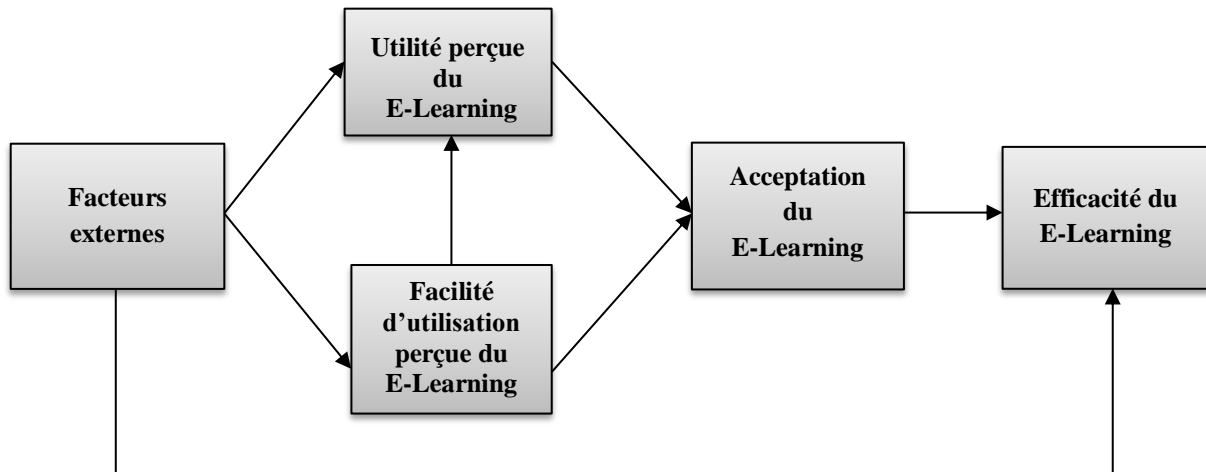 Utilité perçue
du
E-Learning
Facteurs
externes
Facilité
d’utilisation
perçue du
E-Learning
Acceptation
du
E-Learning
Efficacité du
E-Learning